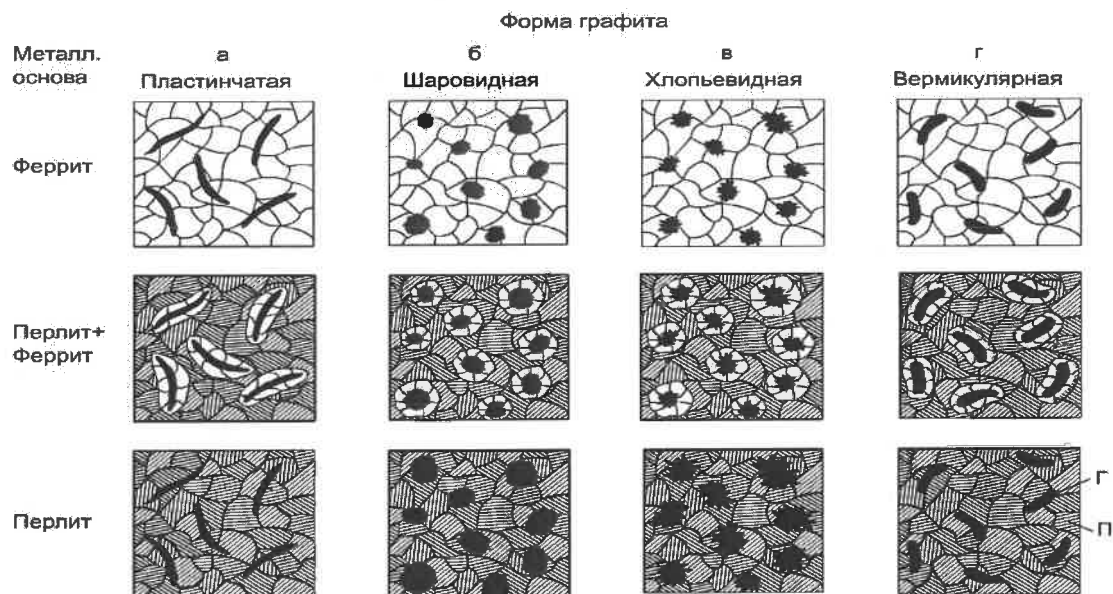 Форма графита
Металл.
основа
а
Пластинчатая
б
Шаровидная
в
Хлопьевидная
г
Вермикулярная
Феррит
Перлит+
Феррит
Перлит
Г
П